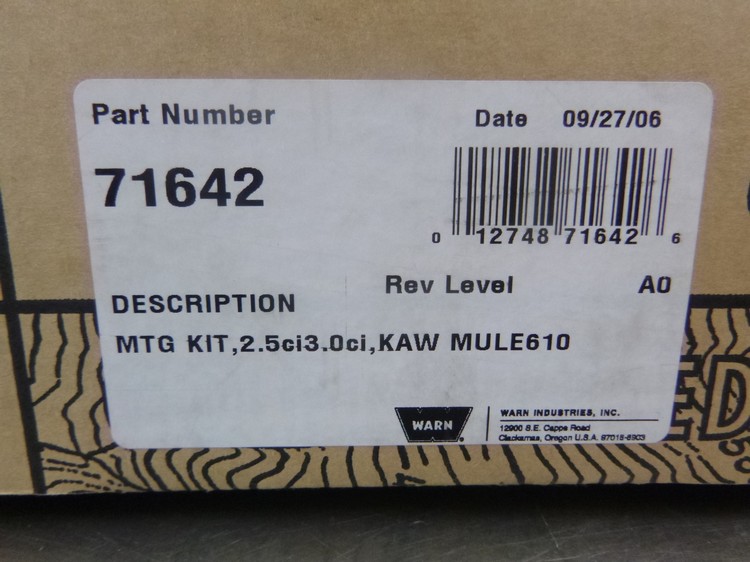 Part Number
Date 09/27/06
71642
0 12748 71642 6
Rev Level A0
DESCRIPTION
MTG KIT,2.5ci3.0ci,KAW MULE610
WARN
WARN INDUSTRIES, INC.
12900 S.E. Capps Road
Clackamas, Oregon U.S.A. 97015-8903
ED